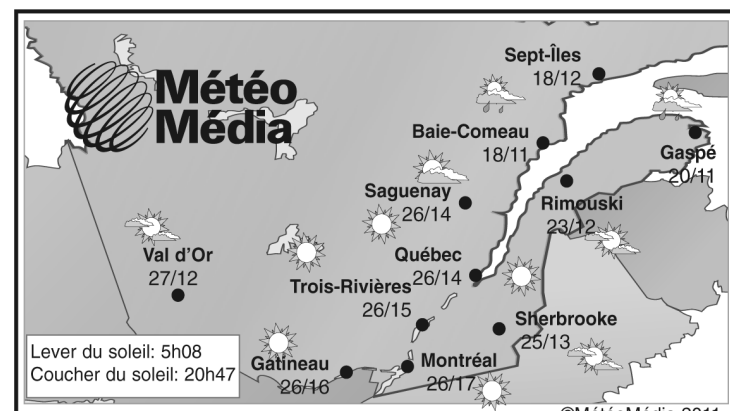 Météo
Média
Sept-Îles
18/12
Baie-Comeau
18/11
Gaspé
20/11
Saguenay
26/14
Rimouski
23/12
Val d'Or
27/12
Québec
26/14
Trois-Rivières
26/15
Sherbrooke
25/13
Lever du soleil: 5h08
Coucher du soleil: 20h47
Gatineau
26/16
Montréal
26/17
©MétéoMédia 2011